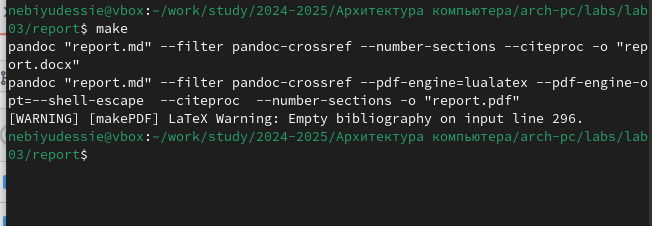 nebiyudessie@vbox:~/work/study/2024-2025/Архитектура компьютера/arch-pc/labs/lab
03/report$ make
pandoc "report.md" --filter pandoc-crossref --number-sections --citeproc -o "rep
ort.docx"
pandoc "report.md" --filter pandoc-crossref --pdf-engine=lualatex --pdf-engine-o
pt=--shell-escape  --citeproc  --number-sections -o "report.pdf"
[WARNING] [makePDF] LaTeX Warning: Empty bibliography on input line 296.
nebiyudessie@vbox:~/work/study/2024-2025/Архитектура компьютера/arch-pc/labs/lab
03/report$